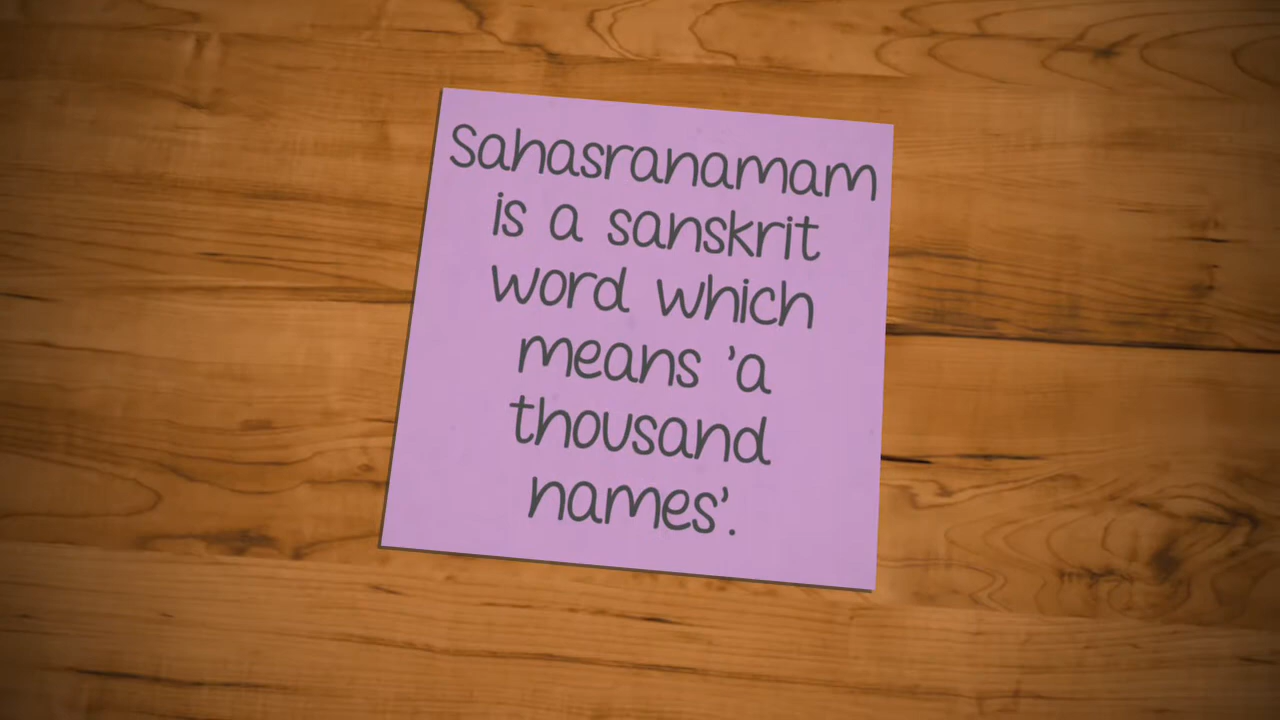 Sahasranamam
is a sanskrit
word which
means 'a
thousand
names'.